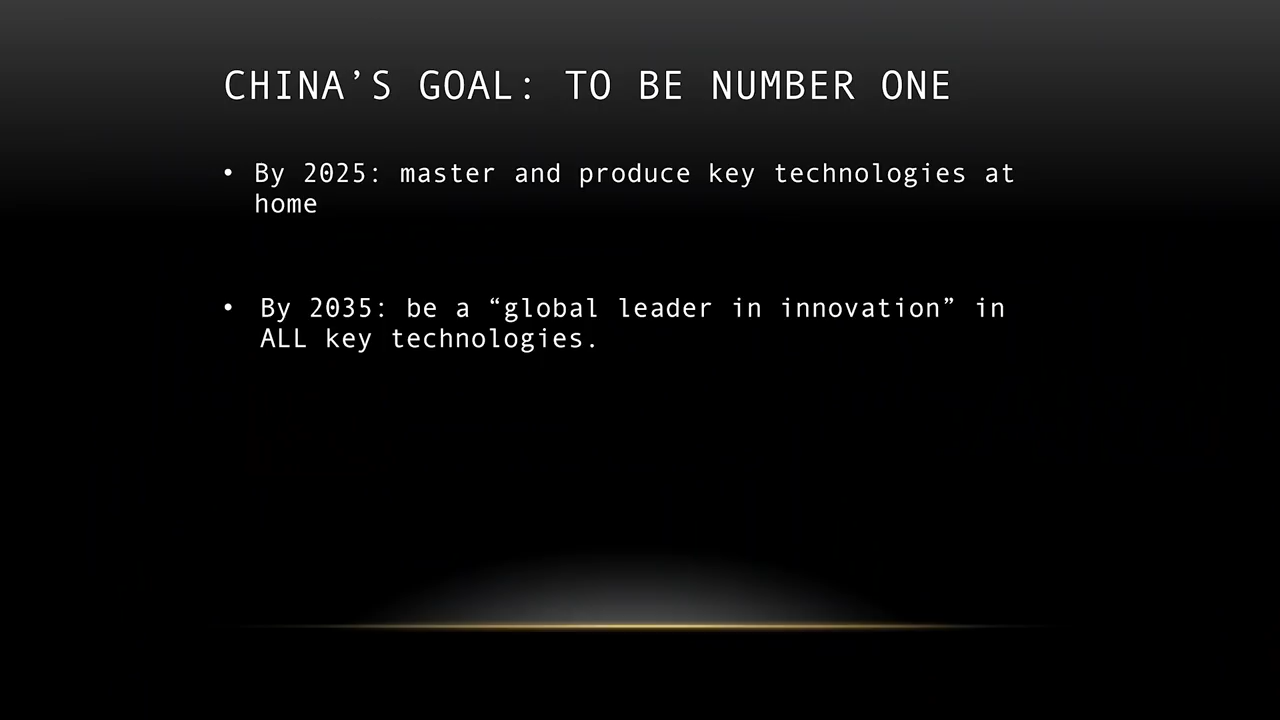 CHINA’S GOAL: TO BE NUMBER ONE
• By 2025: master and produce key technologies at
home
• By 2035: be a “global leader in innovation” in
ALL key technologies.